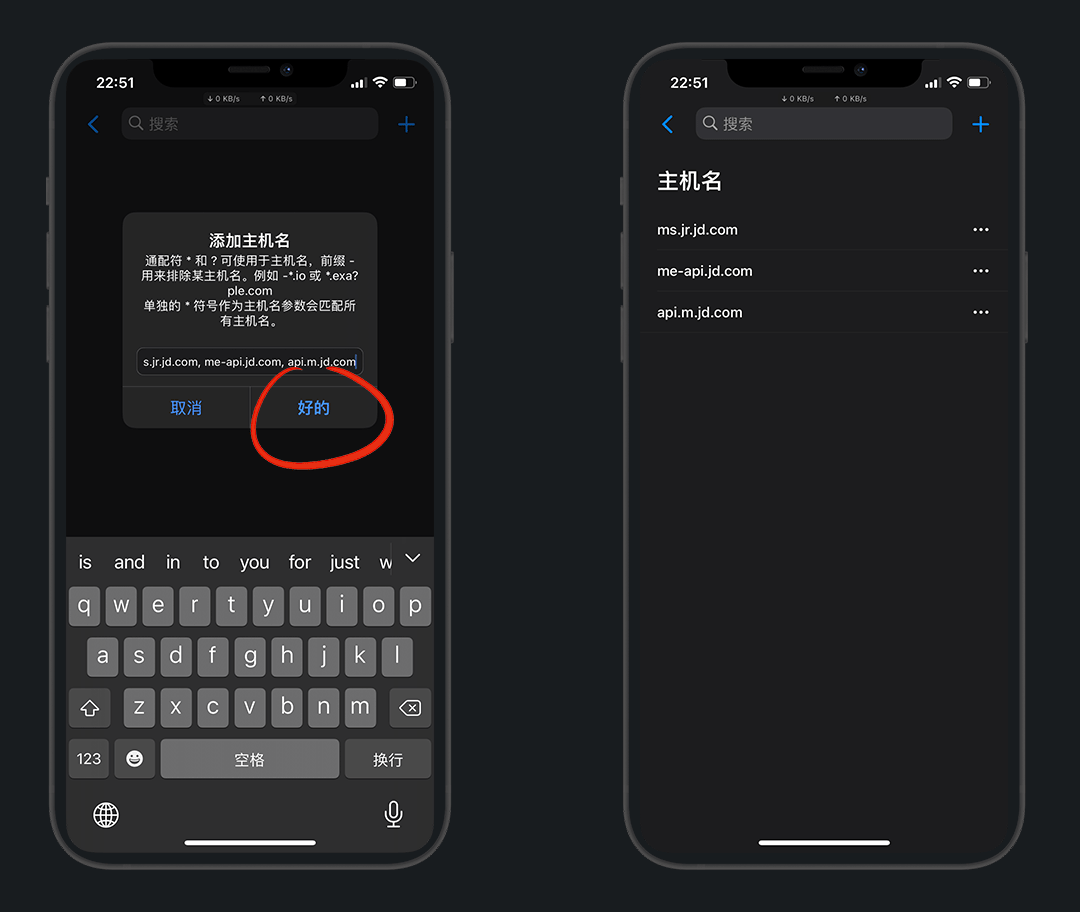 22:51
↓ 0 KB/s ↑ 0 KB/s
搜索
添加主机名
通配符 * 和 ? 可使用于主机名，前缀 -
用来排除某主机名。例如 -*.io 或 *.exa?
ple.com
单独的 * 符号作为主机名参数会匹配所
有主机名。
s.jr.jd.com, me-api.jd.com, api.m.jd.com
取消 好的
is and in to you for just w
q w e r t y u i o p
a s d f g h j k l
z x c v b n m
123 空格 换行
22:51
↓ 0 KB/s ↑ 0 KB/s
搜索
主机名
ms.jr.jd.com
me-api.jd.com
api.m.jd.com